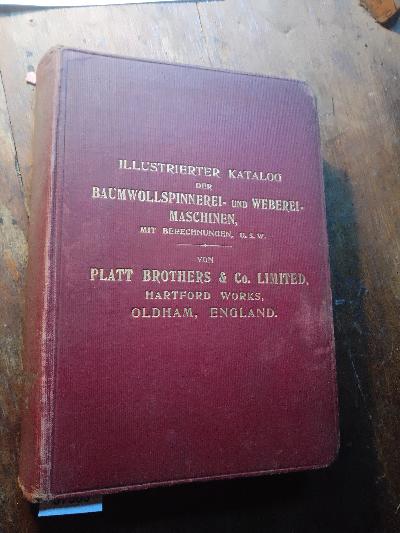 ILLUSTRIERTER KATALOG
DER
BAUMWOLLSPINNEREI- UND WEBEREI-
MASCHINEN,
MIT BERECHNUNGEN, U. S. W.
VON
PLATT BROTHERS & Co. LIMITED,
HARTFORD WORKS,
OLDHAM, ENGLAND.